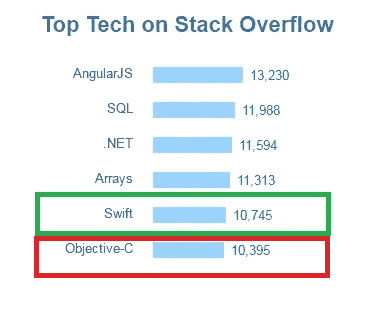 Top Tech on Stack Overflow
AngularJS 13,230
SQL 11,988
.NET 11,594
Arrays 11,313
Swift 10,745
Objective-C 10,395